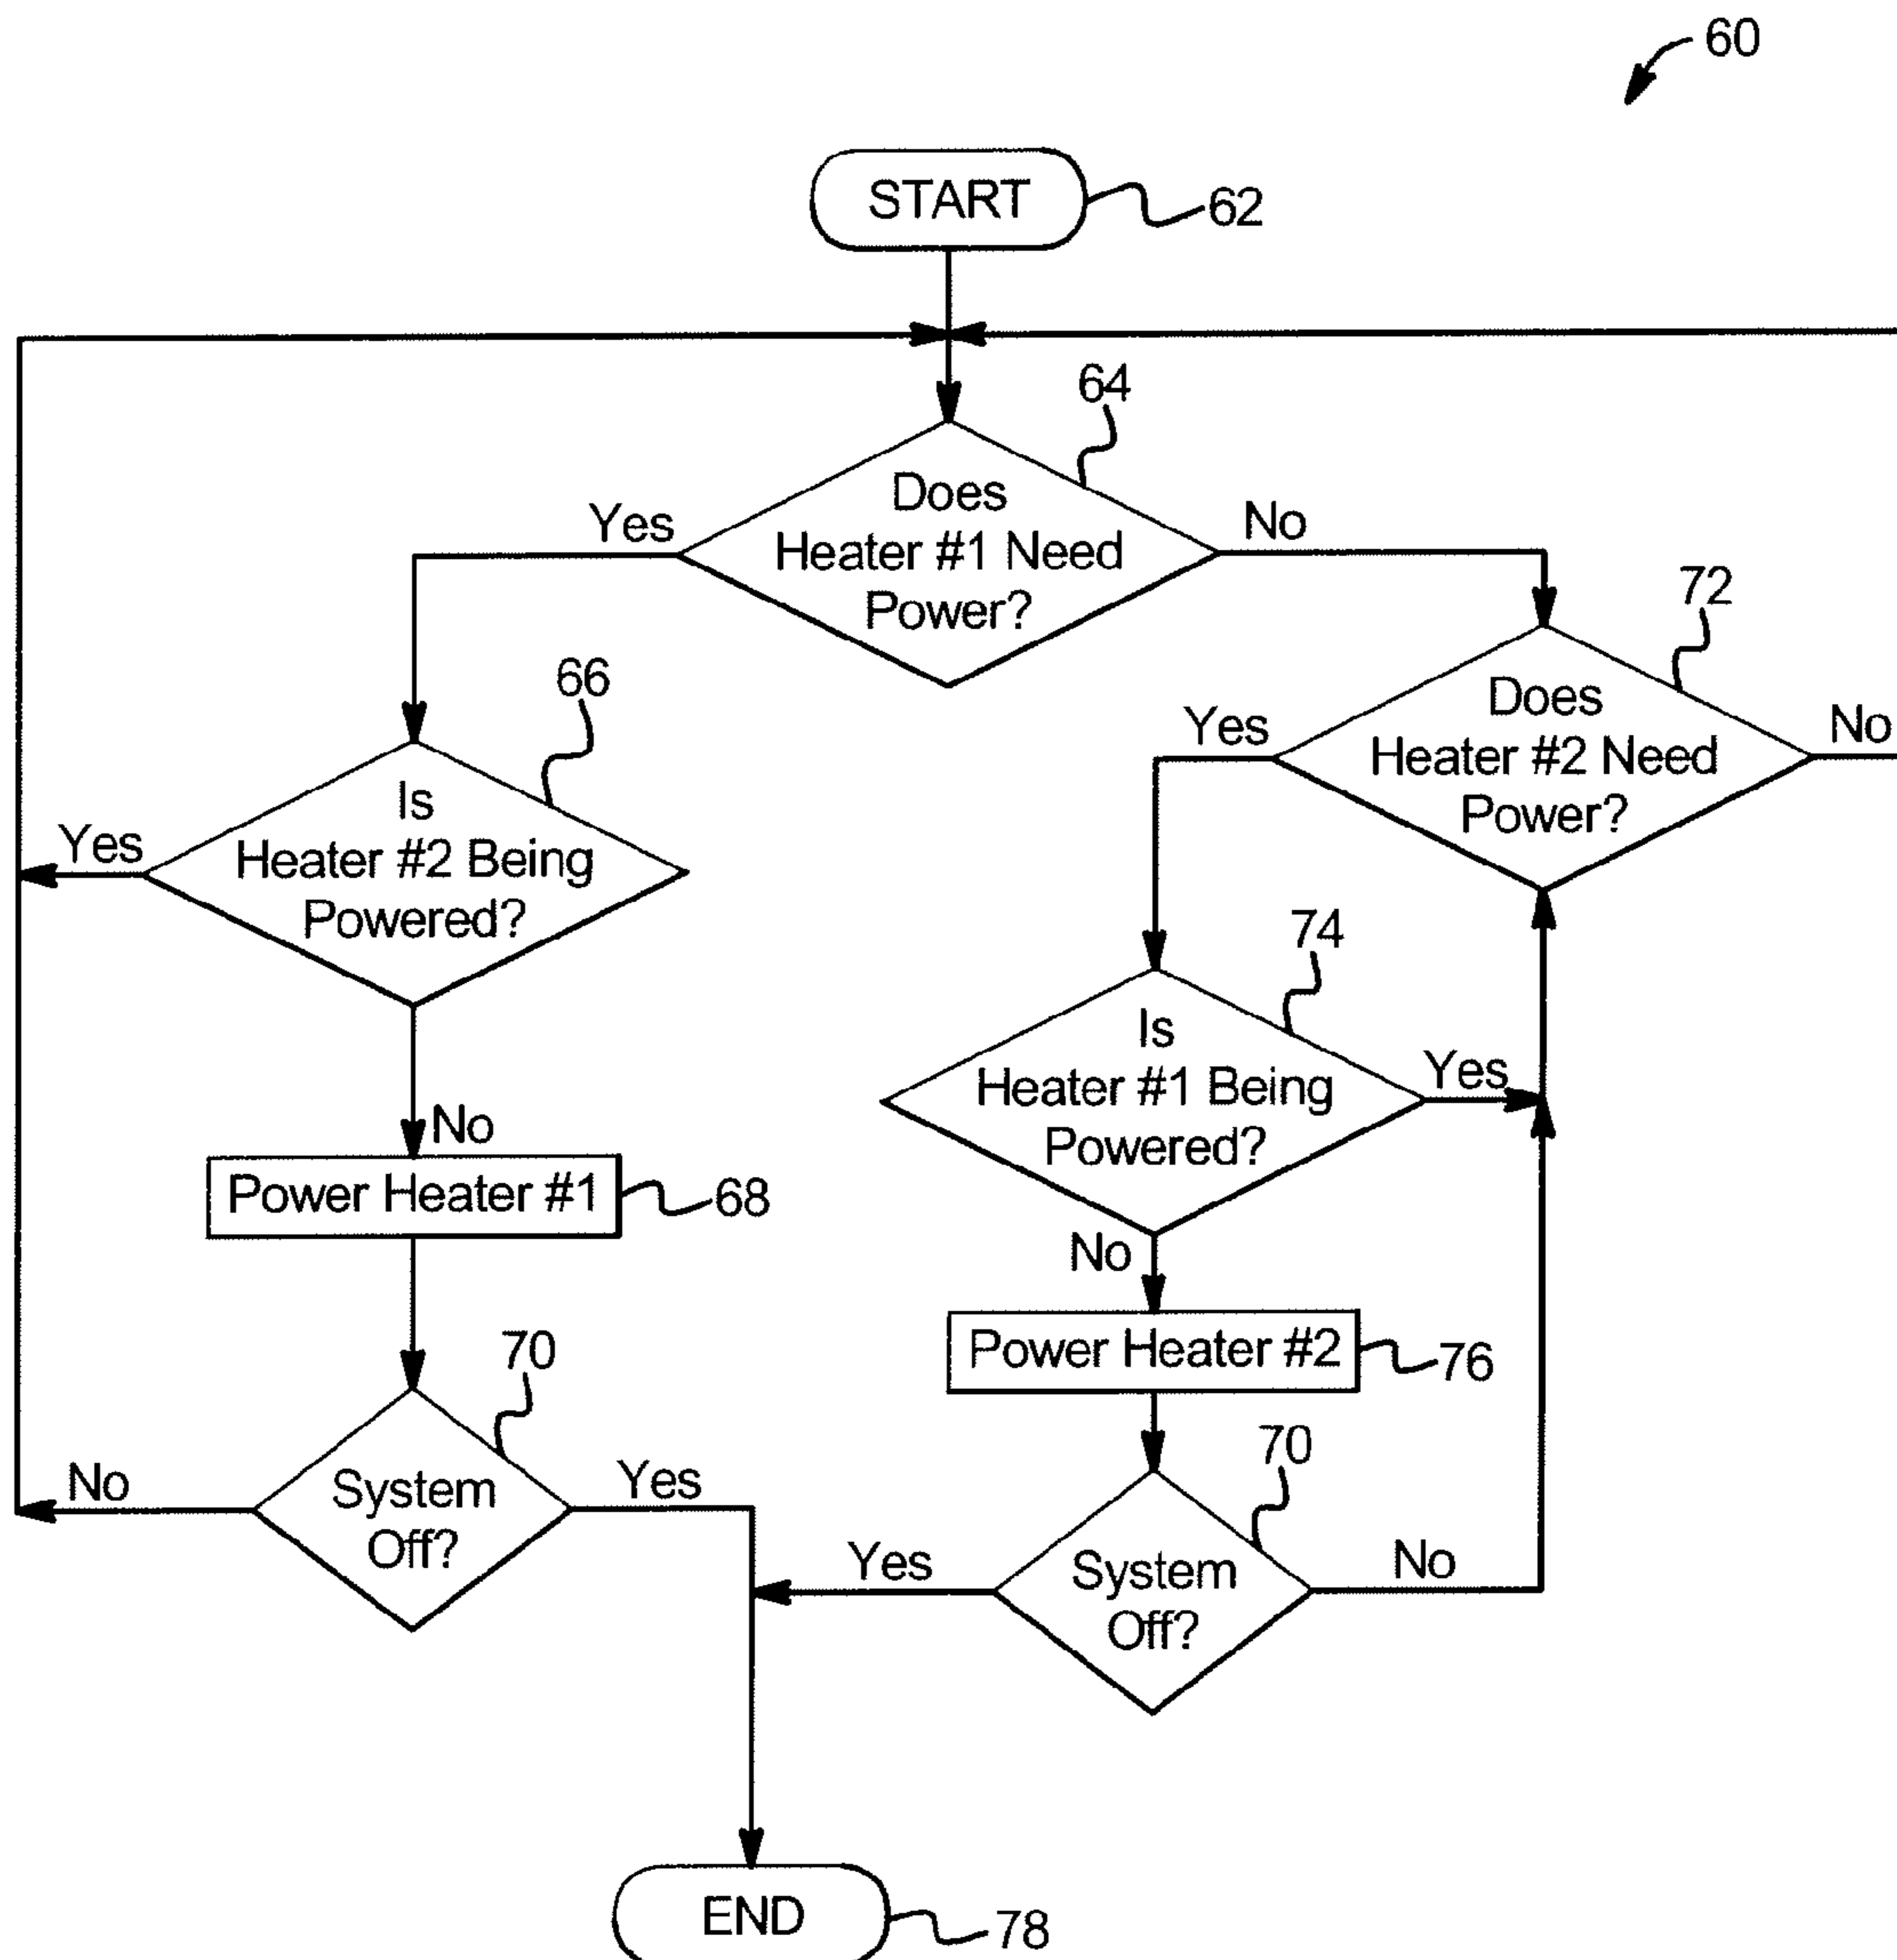 60
START
62
64
Does
Heater #1 Need
Power?
Yes
No
72
Does
Heater #2 Need
Power?
Yes
No
66
Is
Heater #2 Being
Powered?
Yes
No
74
Is
Heater #1 Being
Powered?
Yes
No
Power Heater #1
68
Power Heater #2
76
70
System
Off?
No
Yes
70
System
Off?
Yes
No
END
78